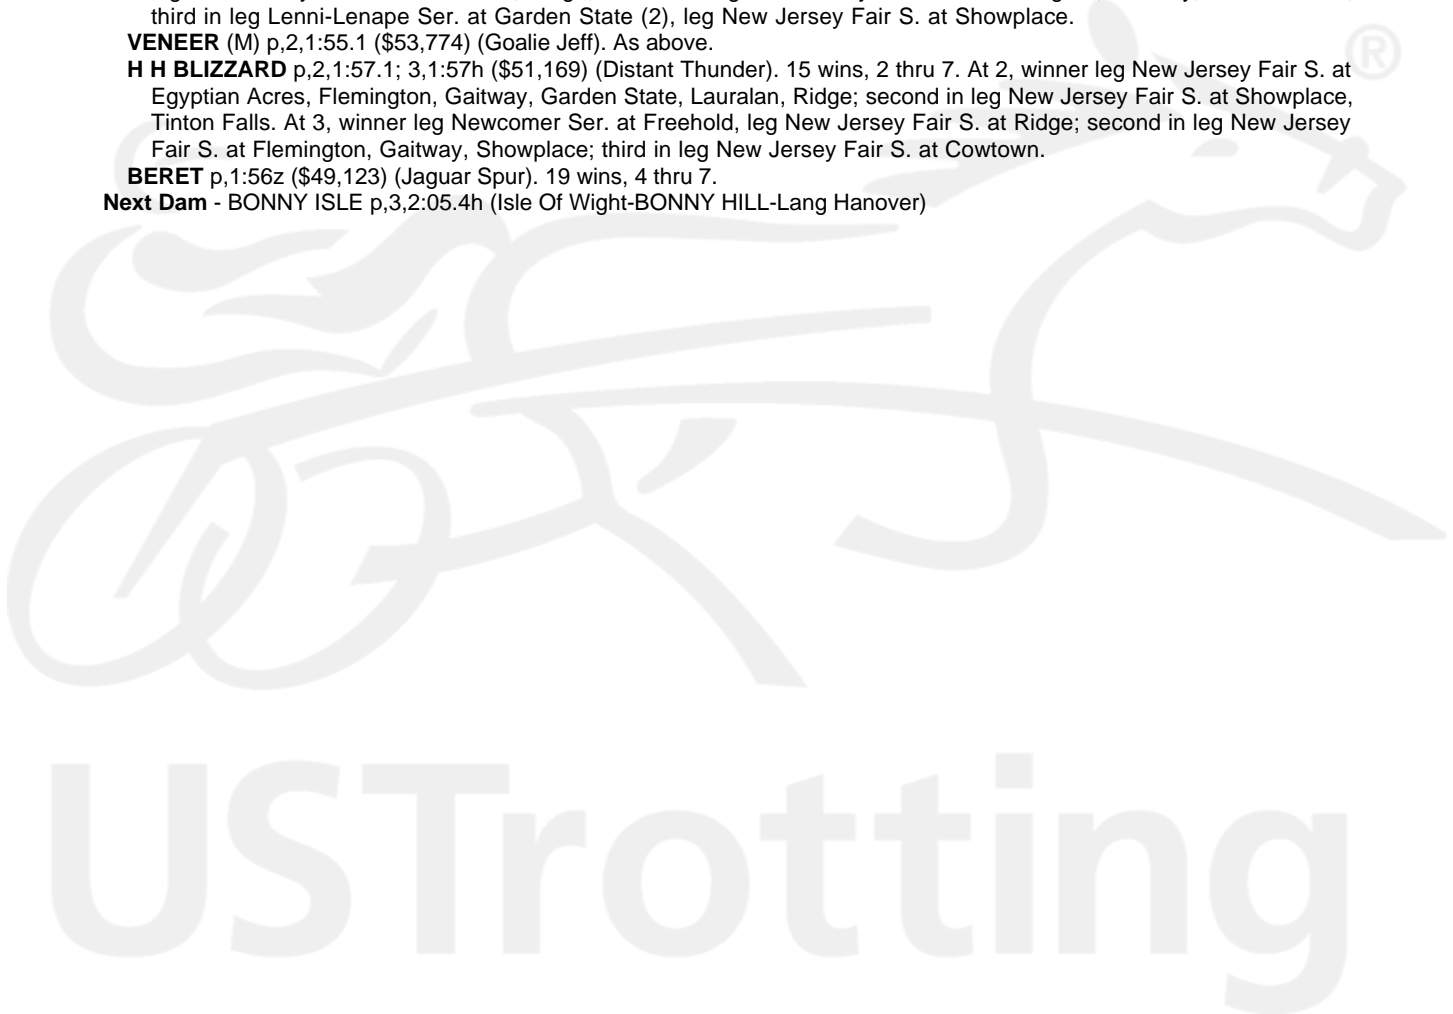 third in leg Lenni-Lenape Ser. at Garden State (2), leg New Jersey Fair S. at Showplace.
VENEER (M) p,2,1:55.1 ($53,774) (Goalie Jeff). As above.
H H BLIZZARD p,2,1:57.1; 3,1:57h ($51,169) (Distant Thunder). 15 wins, 2 thru 7. At 2, winner leg New Jersey Fair S. at
Egyptian Acres, Flemington, Gaitway, Garden State, Lauralan, Ridge; second in leg New Jersey Fair S. at Showplace,
Tinton Falls. At 3, winner leg Newcomer Ser. at Freehold, leg New Jersey Fair S. at Ridge; second in leg New Jersey
Fair S. at Flemington, Gaitway, Showplace; third in leg New Jersey Fair S. at Cowtown.
BERET p,1:56z ($49,123) (Jaguar Spur). 19 wins, 4 thru 7.
Next Dam - BONNY ISLE p,3,2:05.4h (Isle Of Wight-BONNY HILL-Lang Hanover)
®
USTrotting